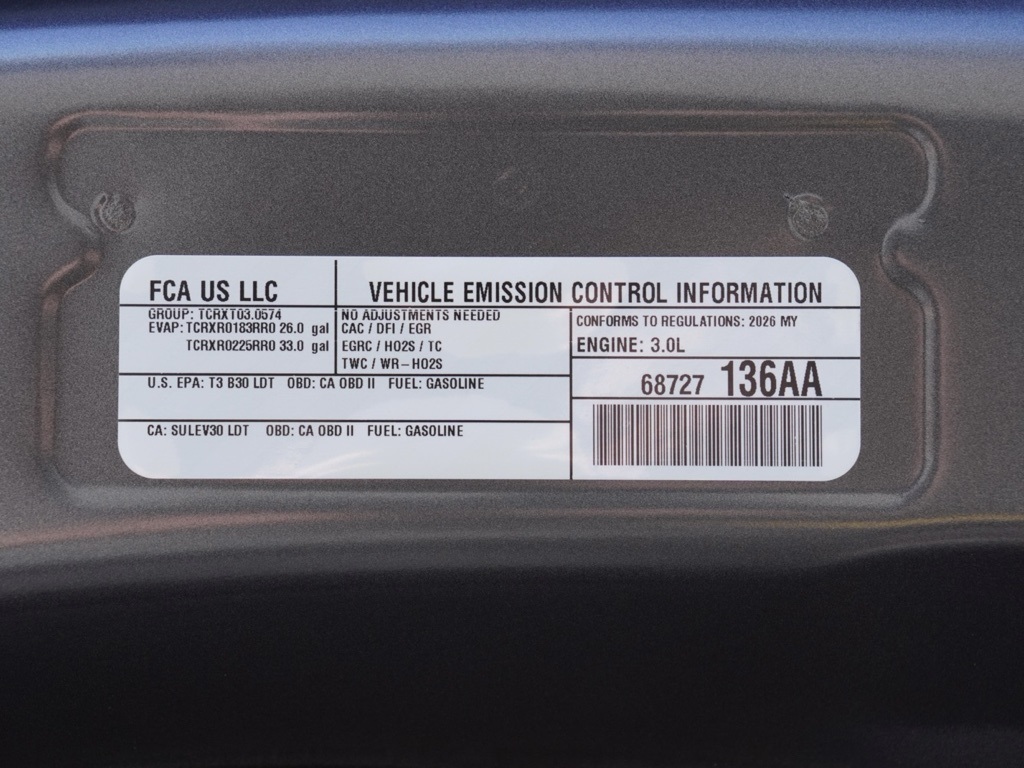 FCA US LLC
VEHICLE EMISSION CONTROL INFORMATION
GROUP: TCRXT03.0574
EVAP: TCRXR0183RR0 26.0 gal
TCRXR0225RR0 33.0 gal
NO ADJUSTMENTS NEEDED
CAC / DFI / EGR
EGRC / HO2S / TC
TWC / WR-HO2S
CONFORMS TO REGULATIONS: 2026 MY
ENGINE: 3.0L
U.S. EPA: T3 B30 LDT OBD: CA OBD II FUEL: GASOLINE
CA: SULEV30 LDT OBD: CA OBD II FUEL: GASOLINE
68727 136AA